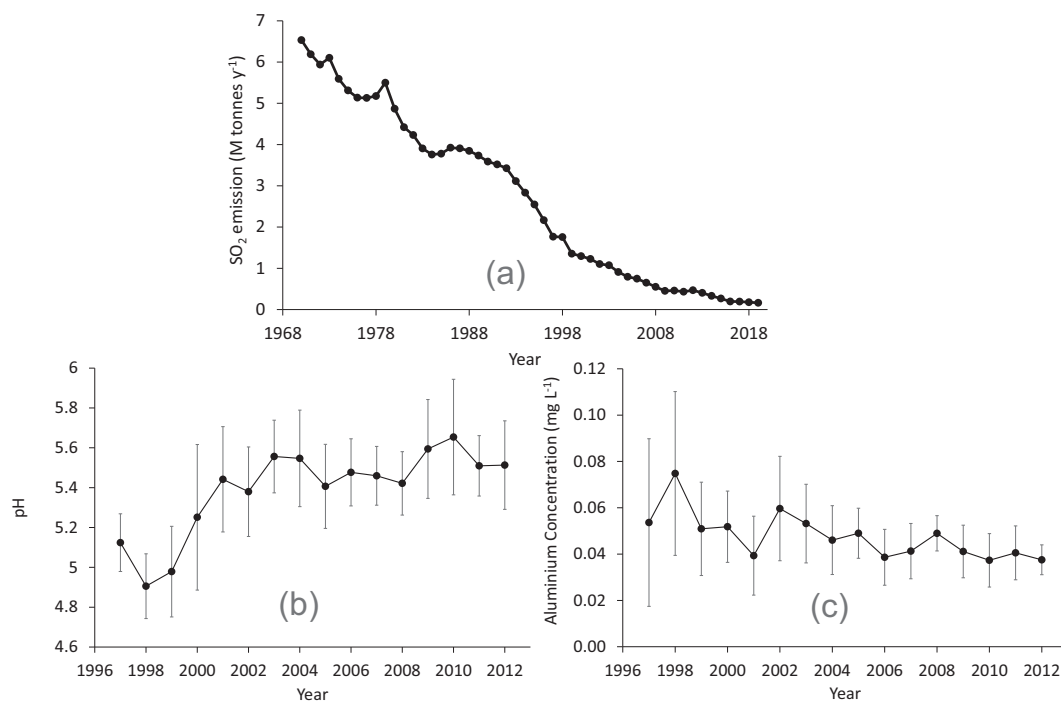 7
6
5
4
3
2
1
0
SO₂ emission (M tonnes y⁻¹)
(a)
1968 1978 1988 1998 2008 2018
Year
6
5.8
5.6
5.4
5.2
5
4.8
4.6
pH
(b)
1996 1998 2000 2002 2004 2006 2008 2010 2012
Year
0.12
0.10
0.08
0.06
0.04
0.02
0.00
Aluminium Concentration (mg L⁻¹)
(c)
1996 1998 2000 2002 2004 2006 2008 2010 2012
Year